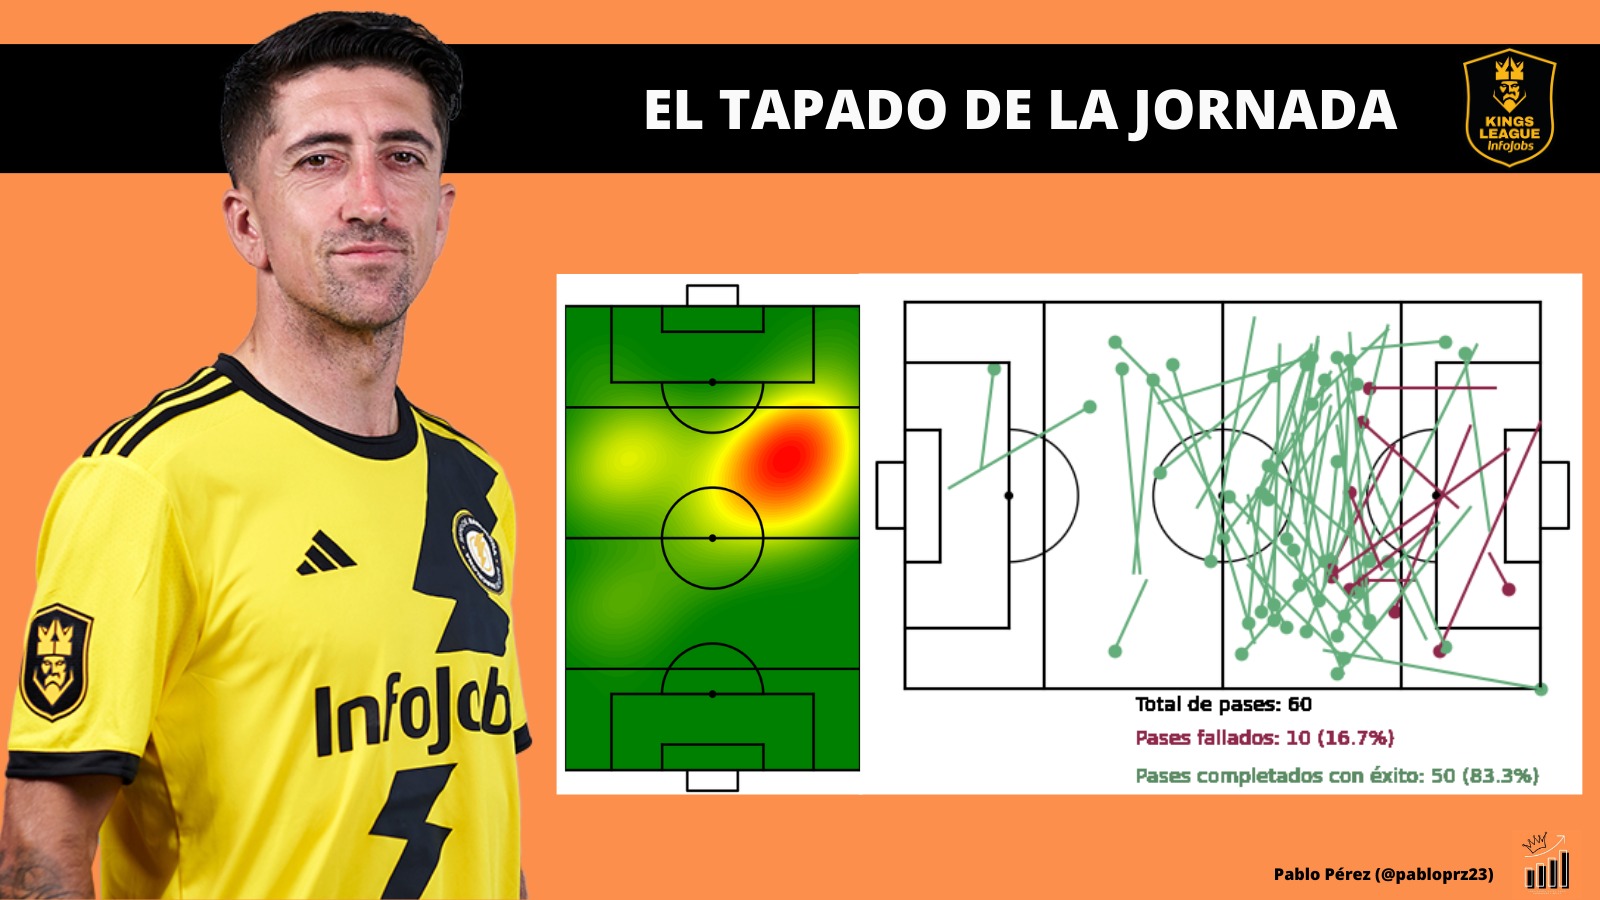 EL TAPADO DE LA JORNADA
KINGS
LEAGUE
InfoJobs
InfoJob
Total de pases: 60
Pases fallados: 10 (16.7%)
Pases completados con éxito: 50 (83.3%)
Pablo Pérez (@pabloprz23)